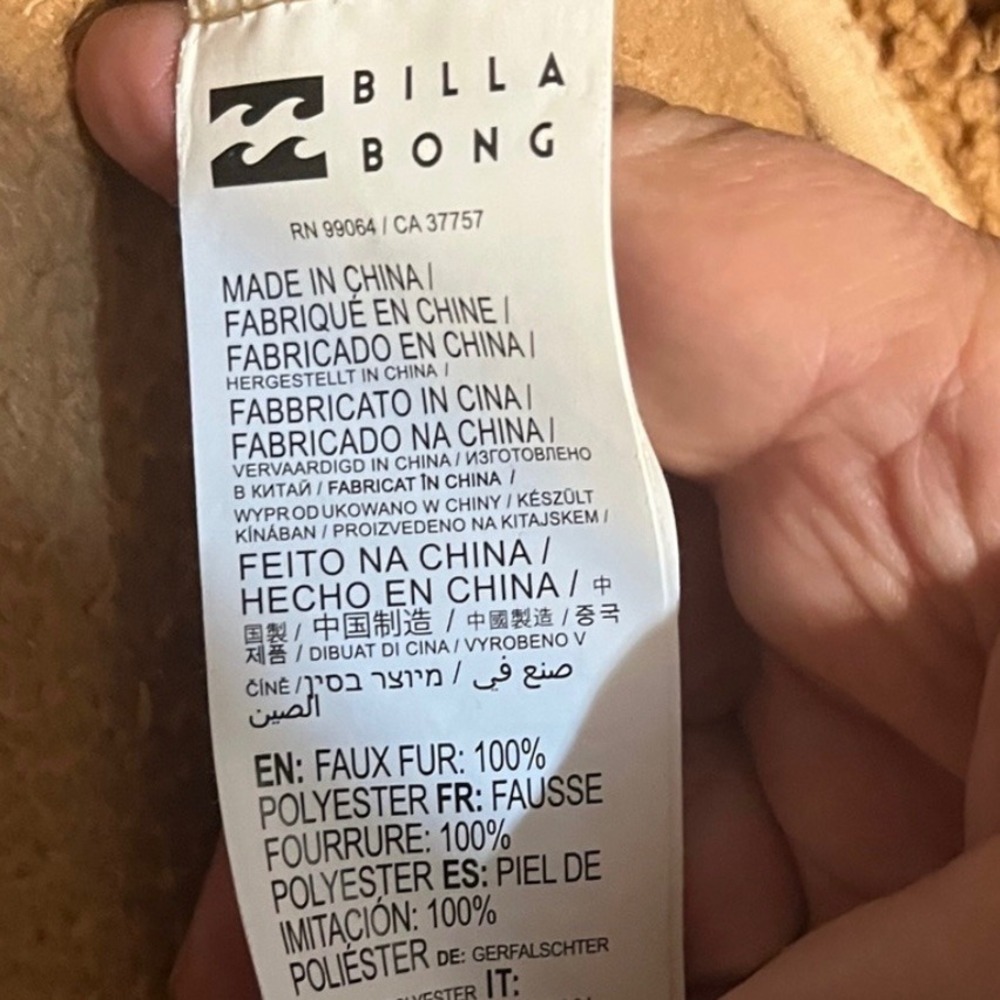 BILLA
BONG
RN 99064 / CA 37757
MADE IN CHINA /
FABRIQUÉ EN CHINE /
FABRICADO EN CHINA /
HERGESTELLT IN CHINA /
FABBRICATO IN CINA /
FABRICADO NA CHINA /
VERVAARDIGD IN CHINA / ИЗГОТОВЛЕНО
В КИТАЙ / FABRICAT ÎN CHINA /
WYPRODUKOWANO W CHINY / KÉSZÜLT
KÍNÁBAN / PROIZVEDENO NA KITAJSKEM /
FEITO NA CHINA /
HECHO EN CHINA / 中
国製 / 中国制造 / 中國製造 / 중국
제품 / DIBUAT DI CINA / VYROBENO V
ČÍNĚ / מיוצר בסין / صنع في
الصين
EN: FAUX FUR: 100%
POLYESTER FR: FAUSSE
FOURRURE: 100%
POLYESTER ES: PIEL DE
IMITACIÓN: 100%
POLIÉSTER DE: GERFALSCHTER
IT: